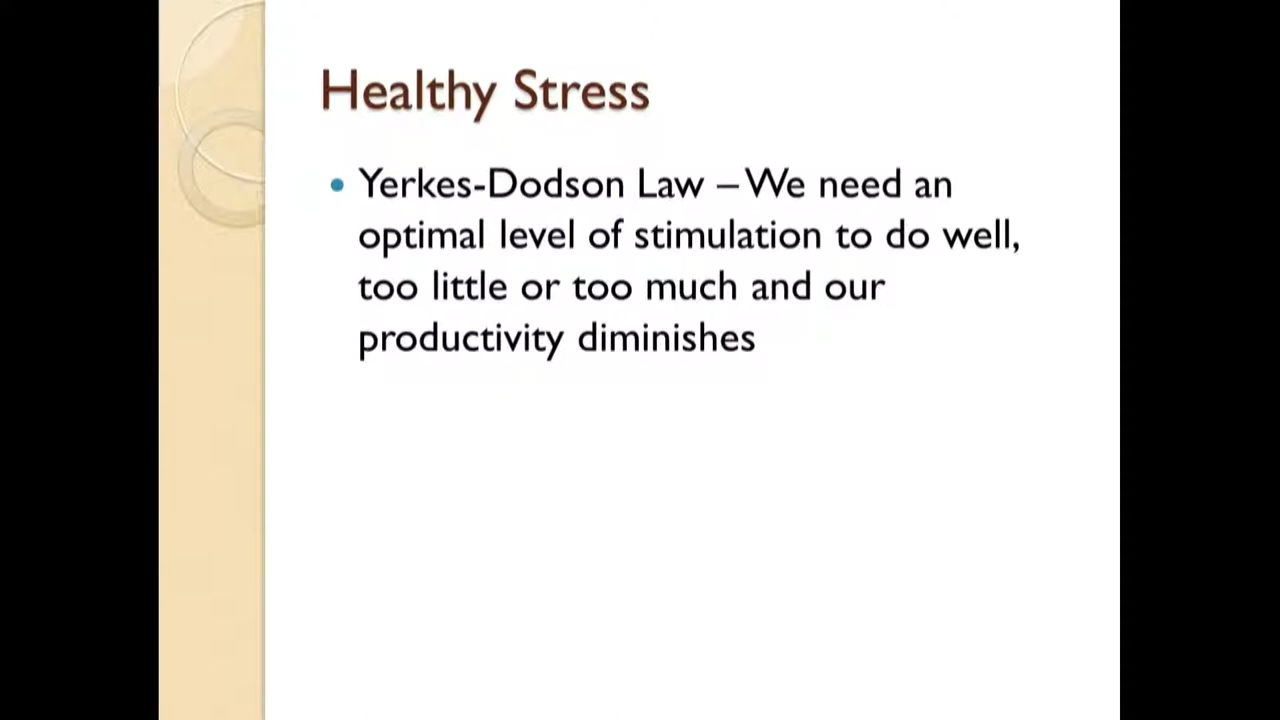 Healthy Stress
• Yerkes-Dodson Law – We need an
optimal level of stimulation to do well,
too little or too much and our
productivity diminishes